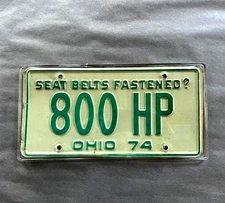 SEAT BELTS FASTENED?
800 HP
OHIO 74